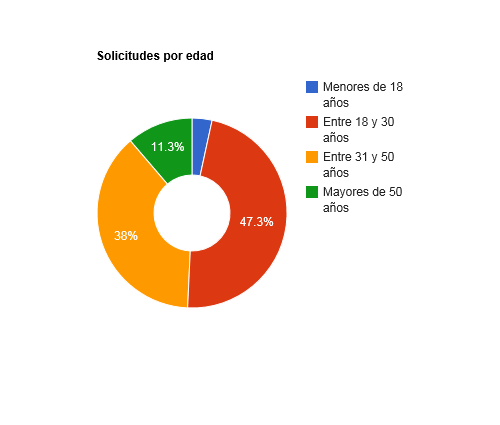 Solicitudes por edad
Menores de 18
años
Entre 18 y 30
años
Entre 31 y 50
años
Mayores de 50
años
11.3%
47.3%
38%